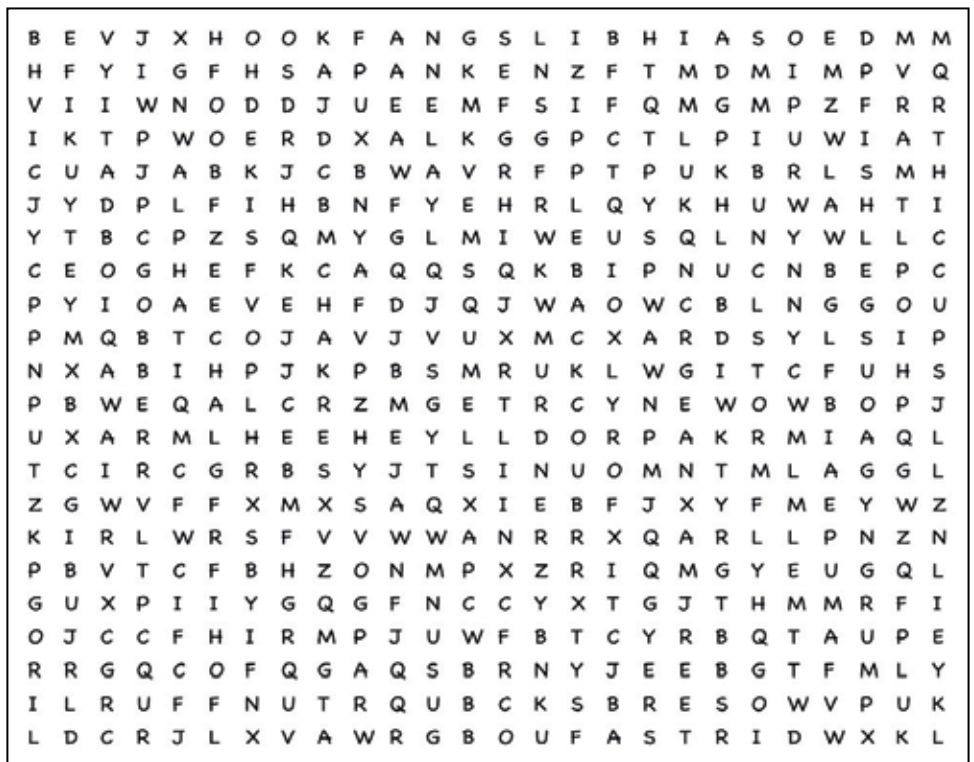 B E V J X H O O K F A N G S L I B H I A S O E D M M
H F Y I G F H S A P A N K E N Z F T M D M I M P V Q
V I I W N O D D J U E E M F S I F Q M G M P Z F R R
I K T P W O E R D X A L K G G P C T L P I U W I A T
C U A J A B K J C B W A V R F P T P U K B R L S M H
J Y D P L F I H B N F Y E H R L Q Y K H U W A H T I
Y T B C P Z S Q M Y G L M I W E U S Q L N Y W L L C
C E O G H E F K C A Q Q S Q K B I P N U C N B E P C
P Y I O A E V E H F D J Q J W A O W C B L N G G O U
P M Q B T C O J A V J V U X M C X A R D S Y L S I P
N X A B I H P J K P B S M R U K L W G I T C F U H S
P B W E Q A L C R Z M G E T R C Y N E W O W B O P J
U X A R M L H E E H E Y L L D O R P A K R M I A Q L
T C I R C G R B S Y J T S I N U O M N T M L A G G L
Z G W V F F X M X S A Q X I E B F J X Y F M E Y W Z
K I R L W R S F V V W W A N R R X Q A R L L P N Z N
P B V T C F B H Z O N M P X Z R I Q M G Y E U G Q L
G U X P I I Y G Q G F N C C Y X T G J T H M M R F I
O J C C F H I R M P J U W F B T C Y R B Q T A U P E
R R G Q C O F Q G A Q S B R N Y J E E B G T F M L Y
I L R U F F N U T R Q U B C K S B R E S O W V P U K
L D C R J L X V A W R G B O U F A S T R I D W X K L